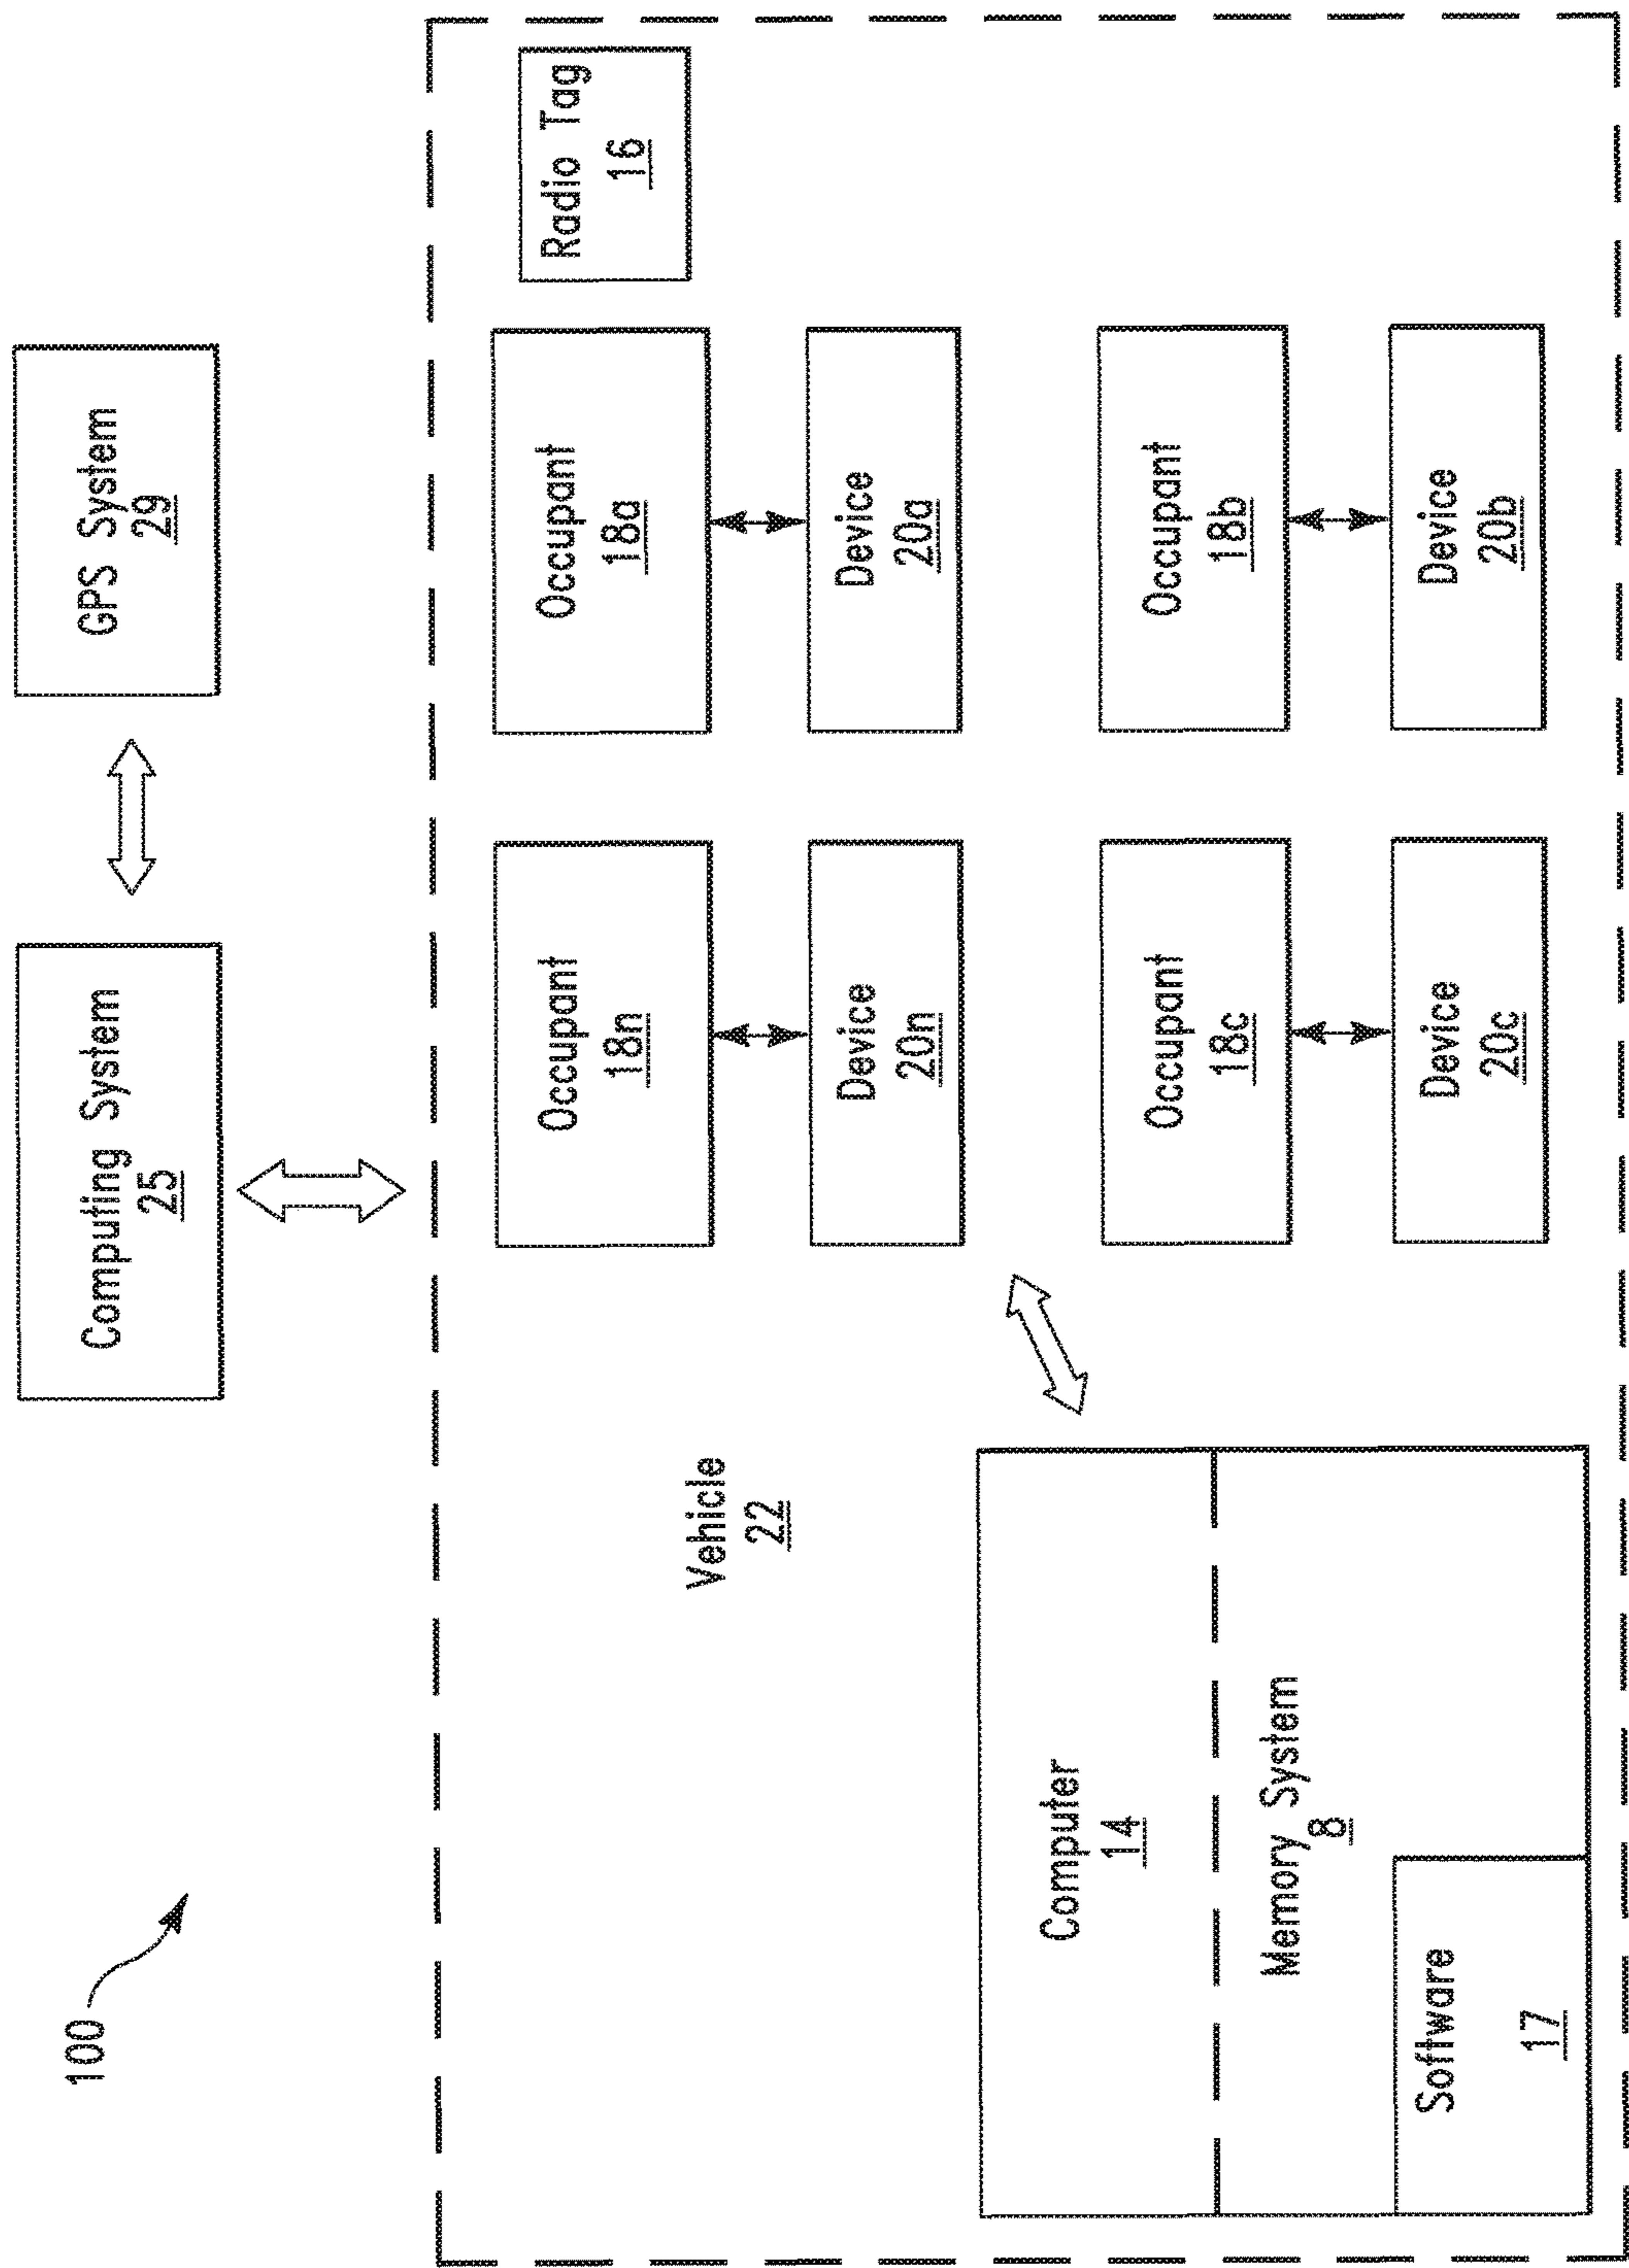 100
Computing System
25
GPS System
29
Radio Tag
16
Occupant
18n
Occupant
18a
Vehicle
22
Device
20n
Device
20a
Computer
14
Occupant
18c
Occupant
18b
Memory System
8
Device
20c
Device
20b
Software
17